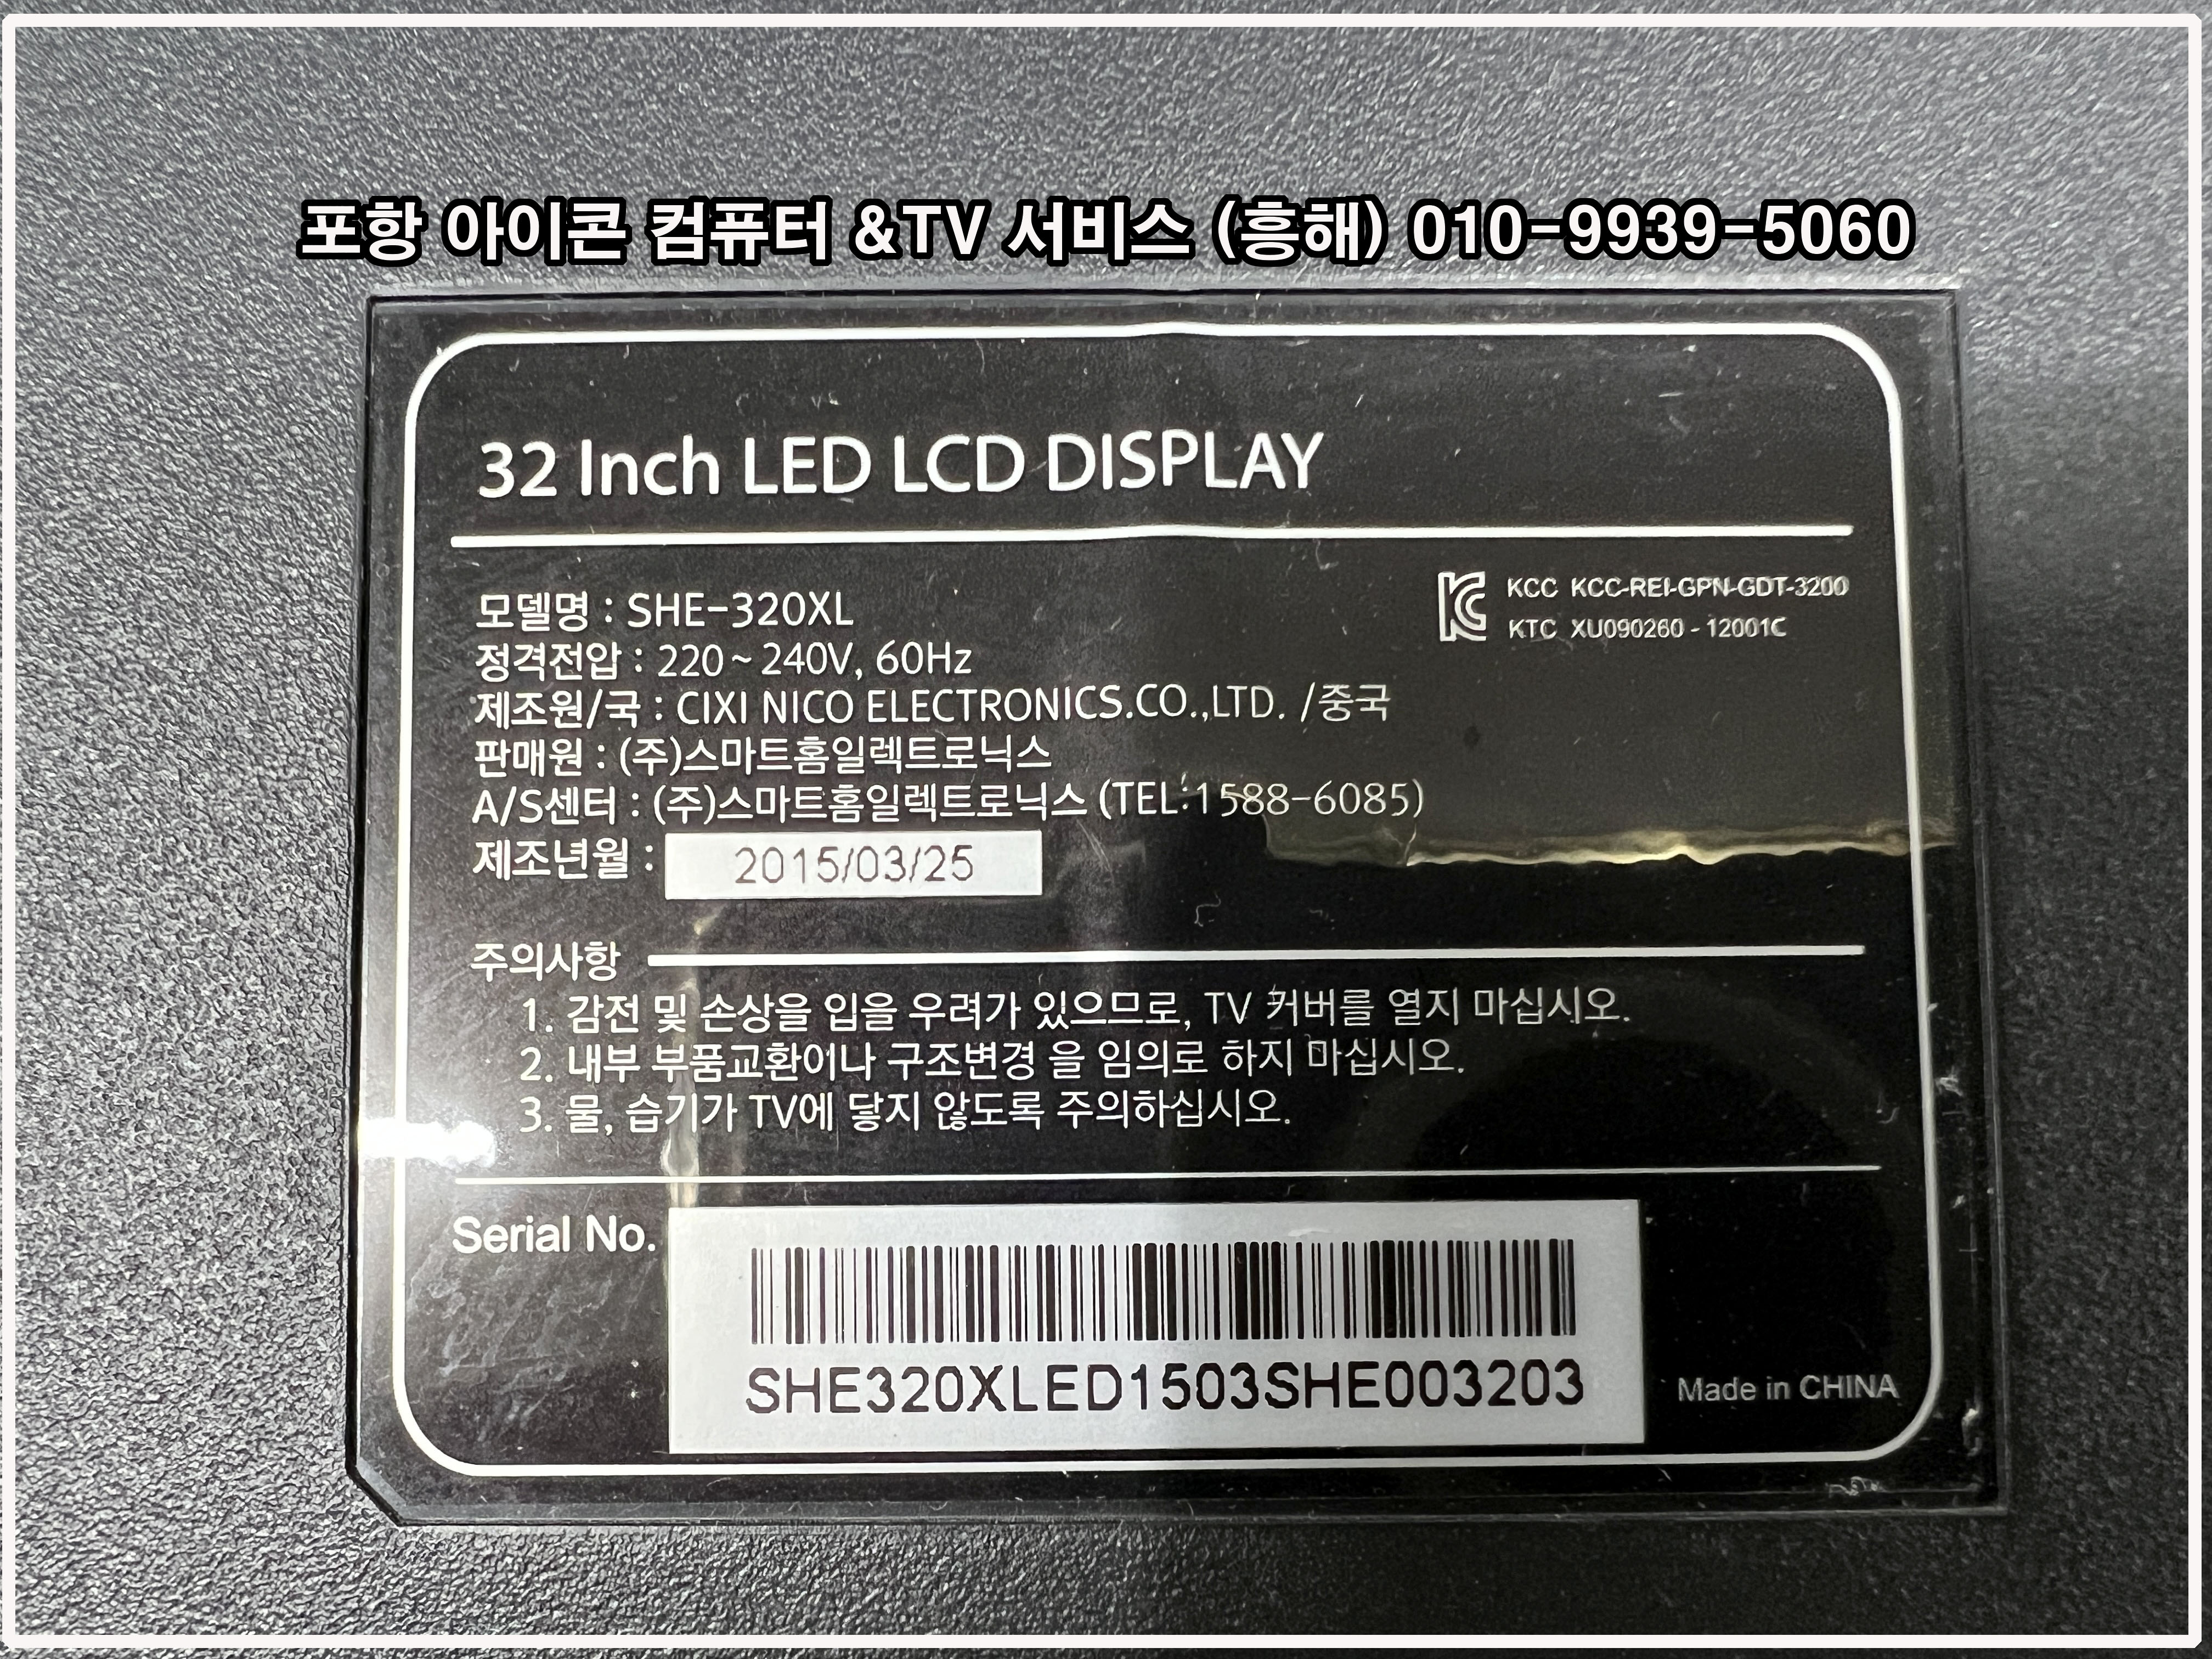 포항 아이콘 컴퓨터 &TV 서비스 (흥해) 010-9939-5060
32 Inch LED LCD DISPLAY
모델명 : SHE-320XL
정격전압 : 220 ~ 240V, 60Hz
제조원/국 : CIXI NICO ELECTRONICS.CO.,LTD. /중국
판매원 : (주)스마트홈일렉트로닉스
A/S센터 : (주)스마트홈일렉트로닉스 (TEL:1588-6085)
제조년월 : 2015/03/25
KCC KCC-REI-GPN-GDT-3200
KTC XU090260 - 12001C
주의사항
1. 감전 및 손상을 입을 우려가 있으므로, TV 커버를 열지 마십시오.
2. 내부 부품교환이나 구조변경 을 임의로 하지 마십시오.
3. 물, 습기가 TV에 닿지 않도록 주의하십시오.
Serial No.
SHE320XLED1503SHE003203
Made in CHINA